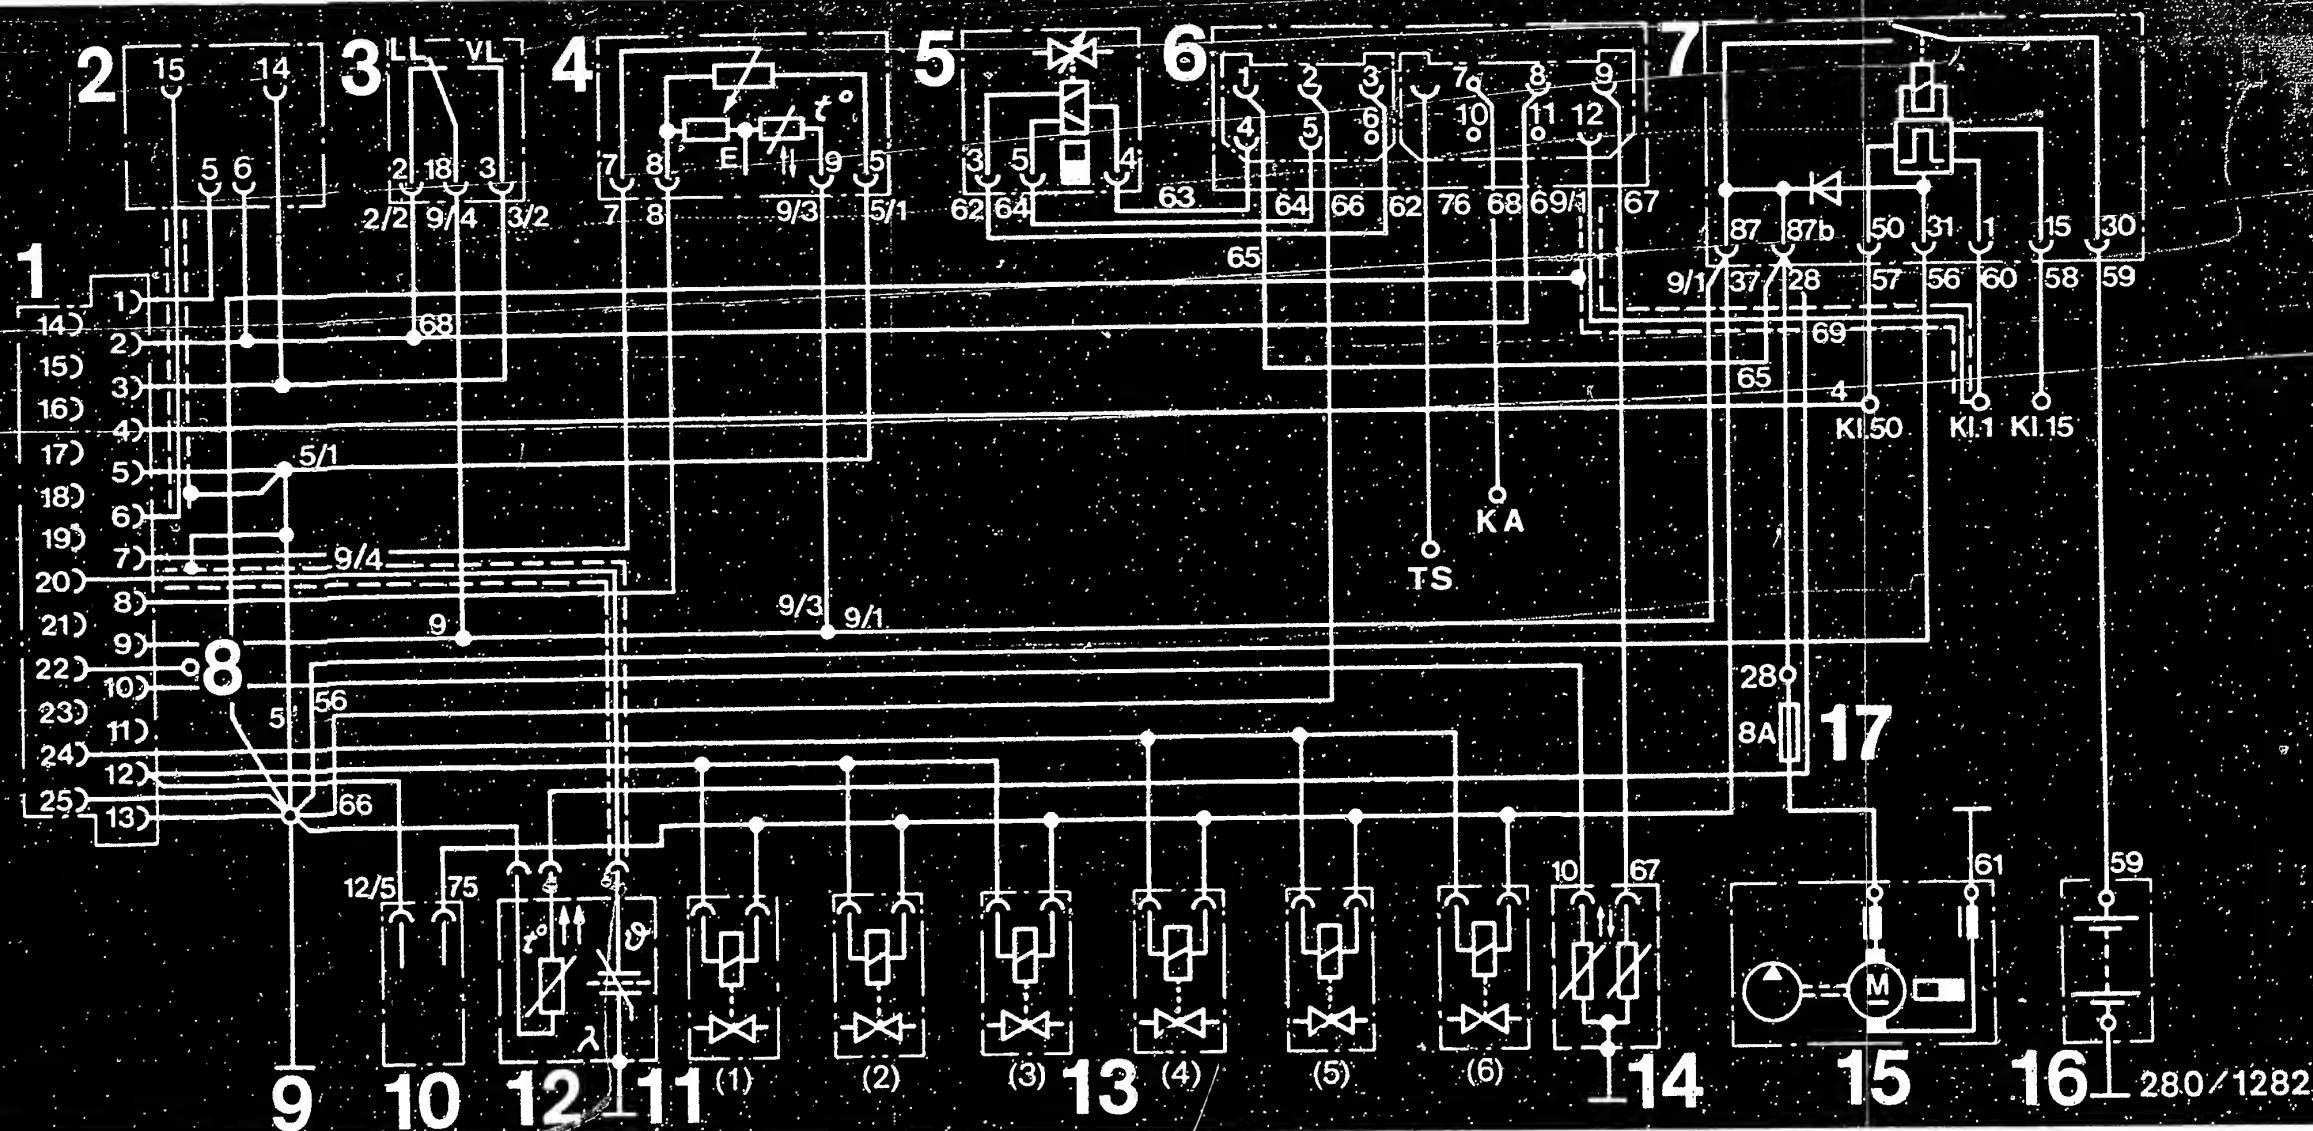 2 15 14 5 6
3 LL VL 2 18 3
2/2 9/4 3/2
4 t° E 7 8 9 5
7 8 9/3 5/1
5 3 5 4
62 64 63
6 1 2 3 7 8 9
4 5 6 10 11 12
64 66 62 76 68 69/1 67
7 87 87b 50 31 1 15 30
9/1 37 28 57 56 60 58 59
65
68
69
65
4
Kl.50 Kl.1 Kl.15
KA
TS
1
1
14
2
15
3
16
4
17
5
5/1
18
6
19
7
9/4
20
8
21
9
9
9/3 9/1
22
8
10
23
11
24
12
25
13
5
56
66
28
8A
17
12/5 75
10 67
61
59
t° ϑ
λ
M
(1) (2) (3) (4) (5) (6)
9 10 12 11 13 14 15 16
280/1282